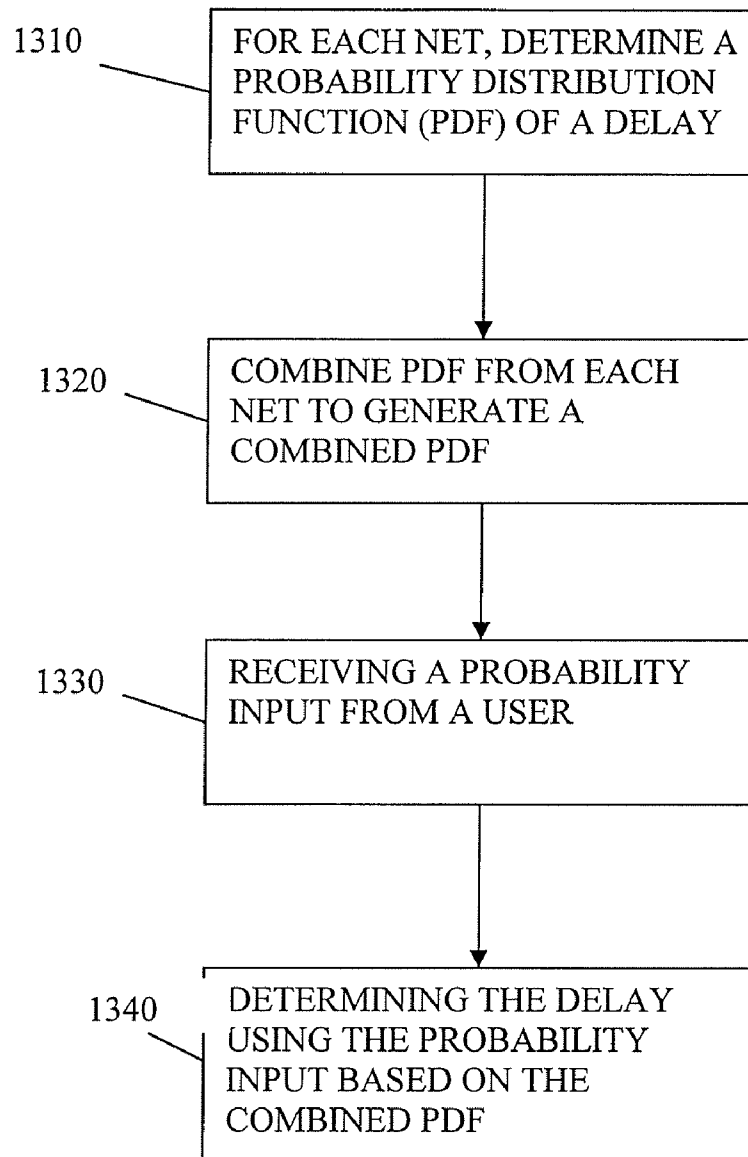 1310
FOR EACH NET, DETERMINE A
PROBABILITY DISTRIBUTION
FUNCTION (PDF) OF A DELAY
1320
COMBINE PDF FROM EACH
NET TO GENERATE A
COMBINED PDF
1330
RECEIVING A PROBABILITY
INPUT FROM A USER
1340
DETERMINING THE DELAY
USING THE PROBABILITY
INPUT BASED ON THE
COMBINED PDF